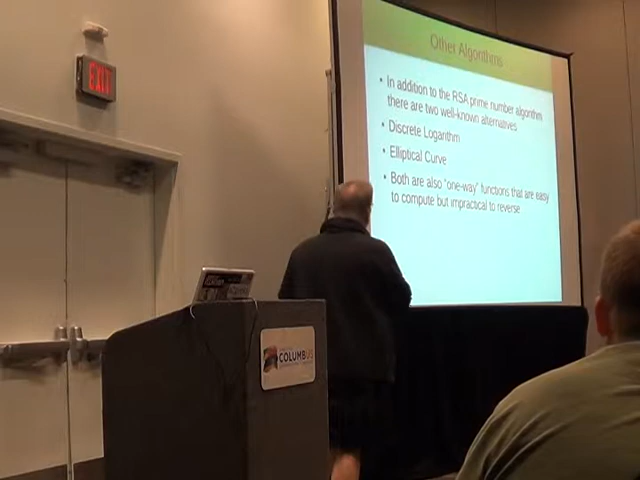 EXIT
Other Algorithms
• In addition to the RSA prime number algorithm
there are two well-known alternatives
• Discrete Logarithm
• Elliptical Curve
• Both are also "one-way" functions that are easy
to compute but impractical to reverse
COLUMBUS